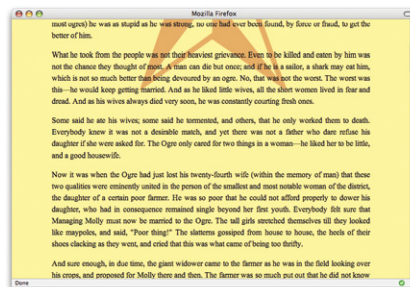 Mozilla Firefox
most ogres) he was as stupid as he was strong, no one had ever been found, by force or fraud, to get the
better of him.
What he took from the people was not their heaviest grievance. Even to be killed and eaten by him was
not the chance they thought of most. A man can die but once; and if he is a sailor, a shark may eat him,
which is not so much better than being devoured by an ogre. No, that was not the worst. The worst was
this—he would keep getting married. And as he liked little wives, all the short women lived in fear and
dread. And as his wives always died very soon, he was constantly courting fresh ones.
Some said he ate his wives; some said he tormented, and others, that he only worked them to death.
Everybody knew it was not a desirable match, and yet there was not a father who dare refuse his
daughter if she were asked for. The Ogre only cared for two things in a woman—he liked her to be little,
and a good housewife.
Now it was when the Ogre had just lost his twenty-fourth wife (within the memory of man) that these
two qualities were eminently united in the person of the smallest and most notable woman of the district,
the daughter of a certain poor farmer. He was so poor that he could not afford properly to dower his
daughter, who had in consequence remained single beyond her first youth. Everybody felt sure that
Managing Molly must now be married to the Ogre. The tall girls stretched themselves till they looked
like maypoles, and said, "Poor thing!" The slatterns gossiped from house to house, the heels of their
shoes clacking as they went, and cried that this was what came of being too thrifty.
And sure enough, in due time, the giant widower came to the farmer as he was in the field looking over
his crops, and proposed for Molly there and then. The farmer was so much put out that he did not know
Done